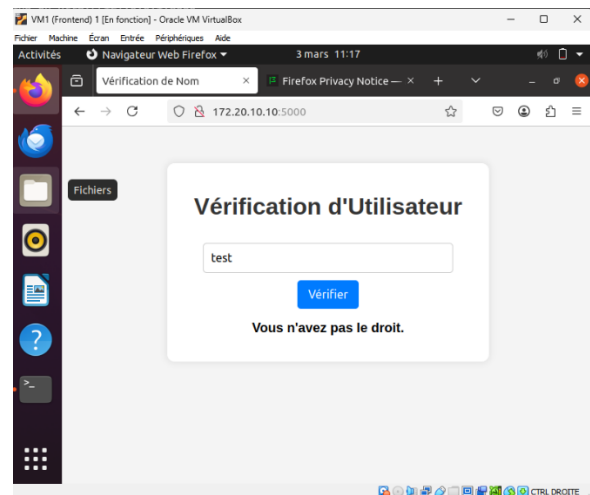 VM1 (Frontend) 1 [En fonction] - Oracle VM VirtualBox
Fichier Machine Écran Entrée Périphériques Aide
Activités Navigateur Web Firefox 3 mars 11:17
Vérification de Nom × Firefox Privacy Notice — × +
172.20.10.10:5000
Fichiers
Vérification d'Utilisateur
test
Vérifier
Vous n'avez pas le droit.
CTRL DROITE